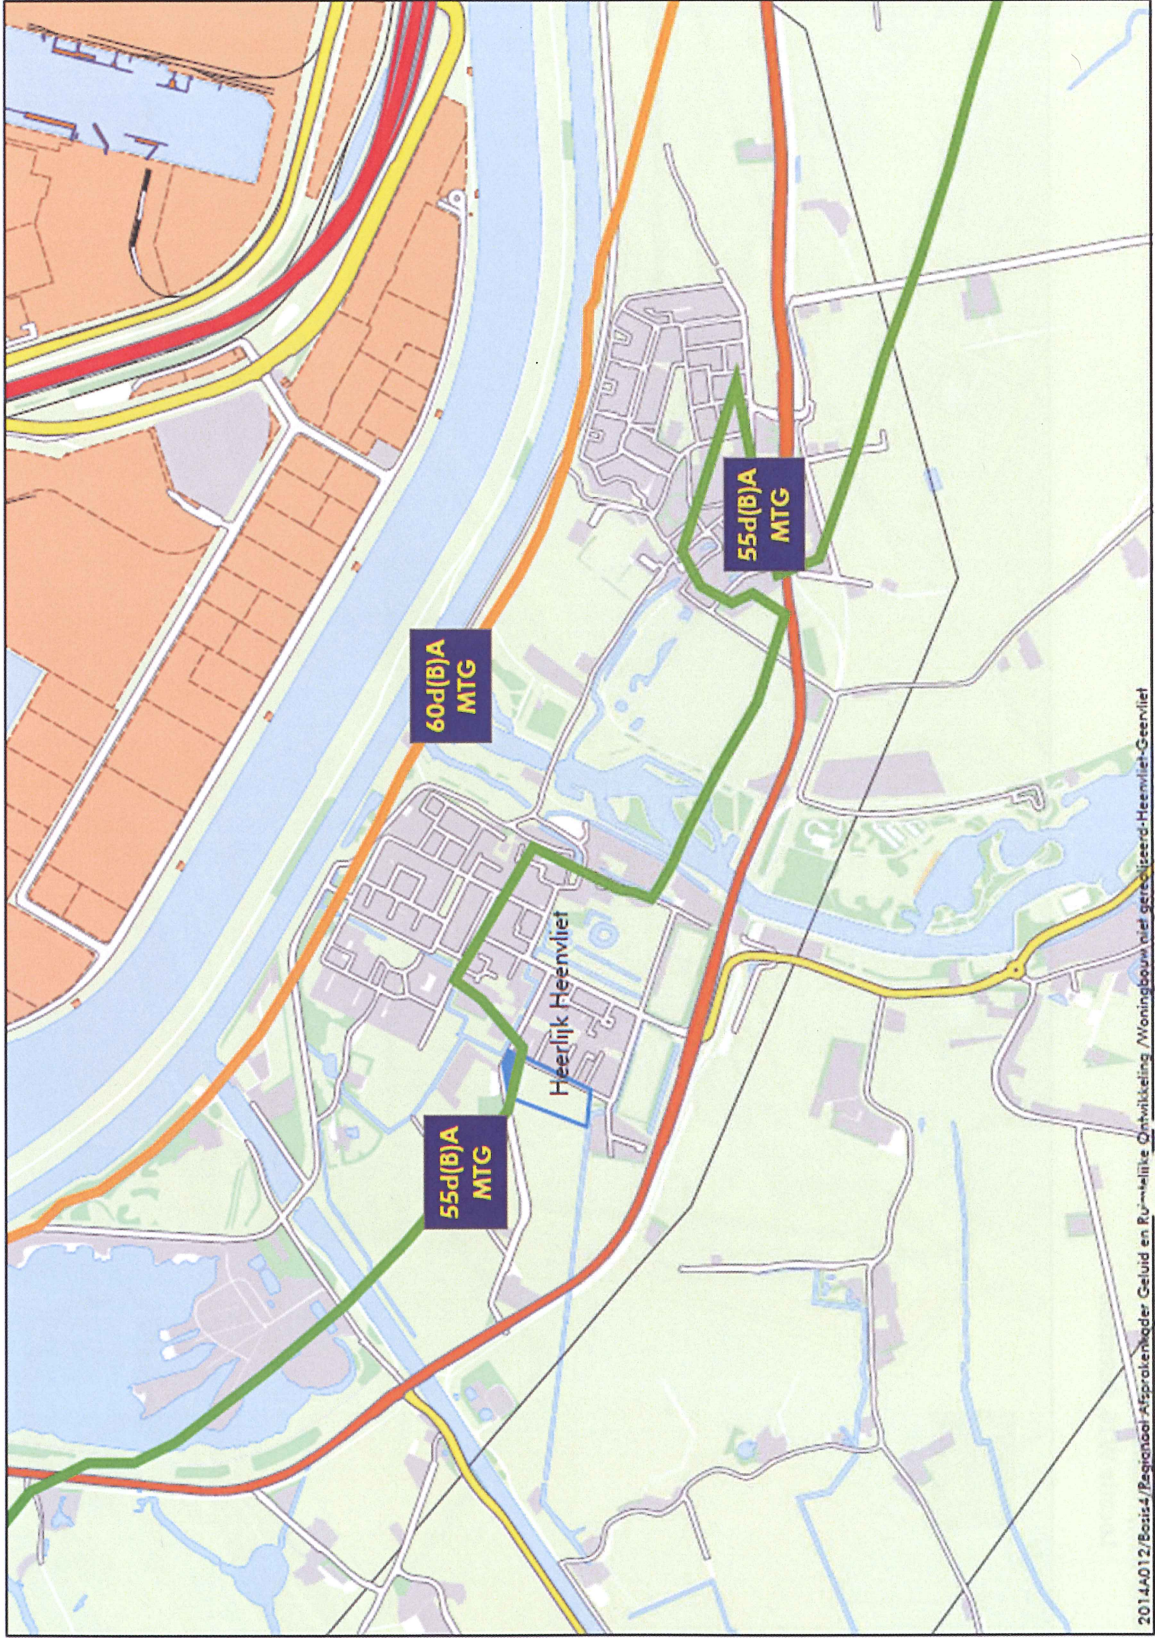 60d(B)A
MTG
55d(B)A
MTG
55d(B)A
MTG
Heerlijk Heenvliet
2014A012/Basis4/Regionaal Afsprakenkader Geluid en Ruimtelijke Ontwikkeling /Woningbouw niet gerealiseerd-Heenvliet-Geervliet